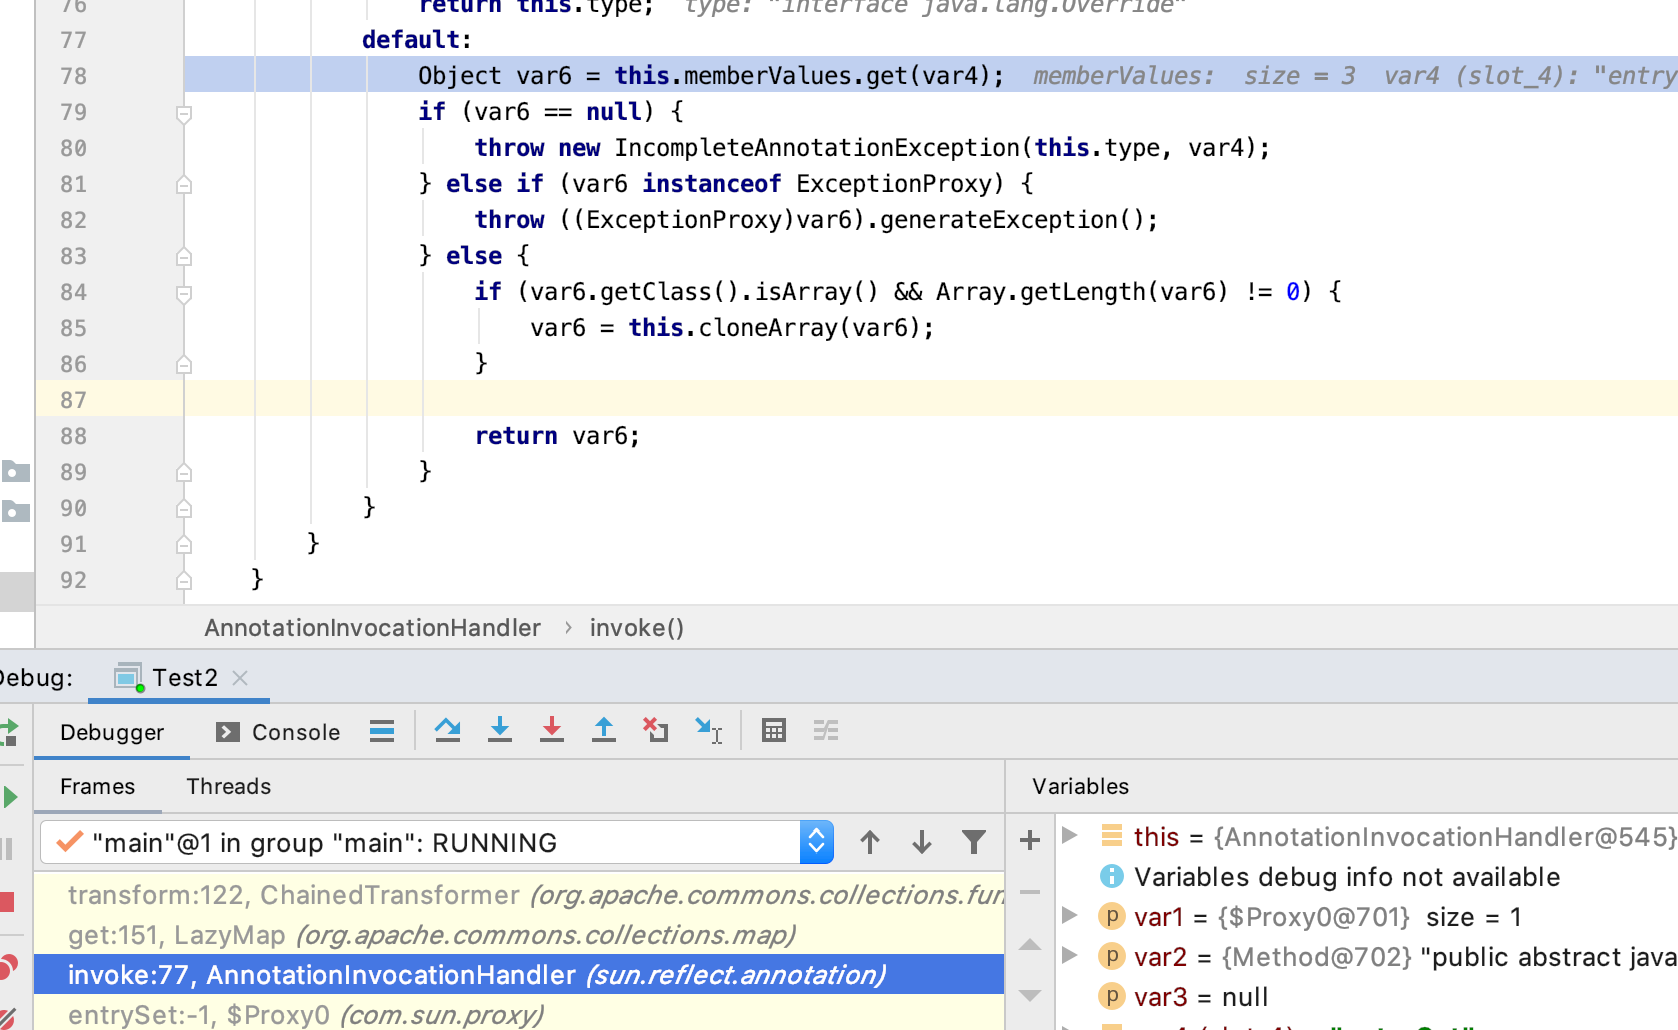 76 return this.type; type: "interface java.lang.Override"
77 default:
78 Object var6 = this.memberValues.get(var4); memberValues: size = 3 var4 (slot_4): "entry
79 if (var6 == null) {
80 throw new IncompleteAnnotationException(this.type, var4);
81 } else if (var6 instanceof ExceptionProxy) {
82 throw ((ExceptionProxy)var6).generateException();
83 } else {
84 if (var6.getClass().isArray() && Array.getLength(var6) != 0) {
85 var6 = this.cloneArray(var6);
86 }
87
88 return var6;
89 }
90 }
91 }
92 }
AnnotationInvocationHandler › invoke()
Debug: Test2
Debugger Console
Frames Threads
"main"@1 in group "main": RUNNING
transform:122, ChainedTransformer (org.apache.commons.collections.fun
get:151, LazyMap (org.apache.commons.collections.map)
invoke:77, AnnotationInvocationHandler (sun.reflect.annotation)
entrySet:-1, $Proxy0 (com.sun.proxy)
Variables
this = {AnnotationInvocationHandler@545}
Variables debug info not available
p var1 = {$Proxy0@701} size = 1
p var2 = {Method@702} "public abstract java
p var3 = null